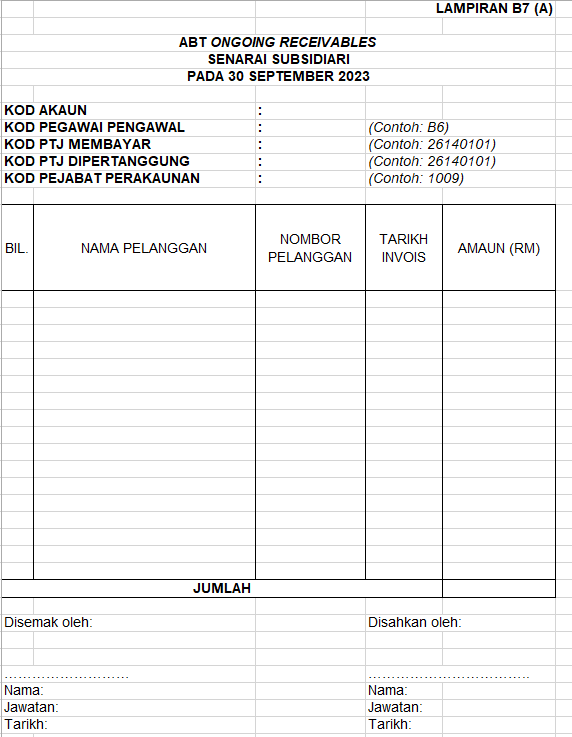 LAMPIRAN B7 (A)
ABT ONGOING RECEIVABLES
SENARAI SUBSIDIARI
PADA 30 SEPTEMBER 2023
KOD AKAUN :
KOD PEGAWAI PENGAWAL : (Contoh: B6)
KOD PTJ MEMBAYAR : (Contoh: 26140101)
KOD PTJ DIPERTANGGUNG : (Contoh: 26140101)
KOD PEJABAT PERAKAUNAN : (Contoh: 1009)
BIL. NAMA PELANGGAN NOMBOR PELANGGAN TARIKH INVOIS AMAUN (RM)
JUMLAH
Disemak oleh: Disahkan oleh:
............................ ....................................
Nama: Nama:
Jawatan: Jawatan:
Tarikh: Tarikh: